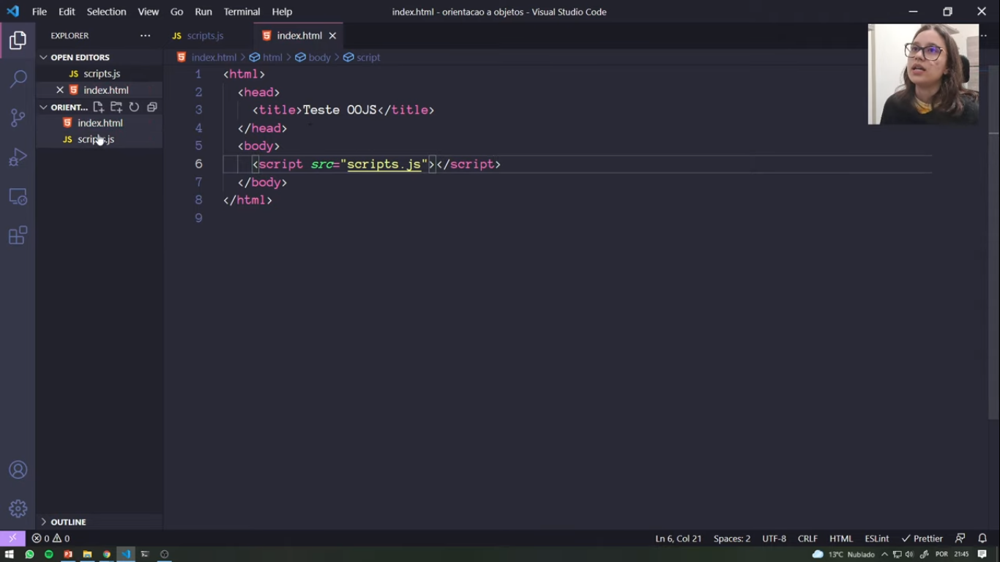 File Edit Selection View Go Run Terminal Help
index.html - orientacao a objetos - Visual Studio Code
EXPLORER
JS scripts.js
index.html
OPEN EDITORS
JS scripts.js
index.html
ORIENT...
index.html
JS scripts.js
OUTLINE
index.html > html > body > script
1 <html>
2 <head>
3 <title>Teste OOJS</title>
4 </head>
5 <body>
6 <script src="scripts.js"></script>
7 </body>
8 </html>
9
0 0
Ln 6, Col 21 Spaces: 2 UTF-8 CRLF HTML ESLint Prettier
13°C Nublado POR 21:45